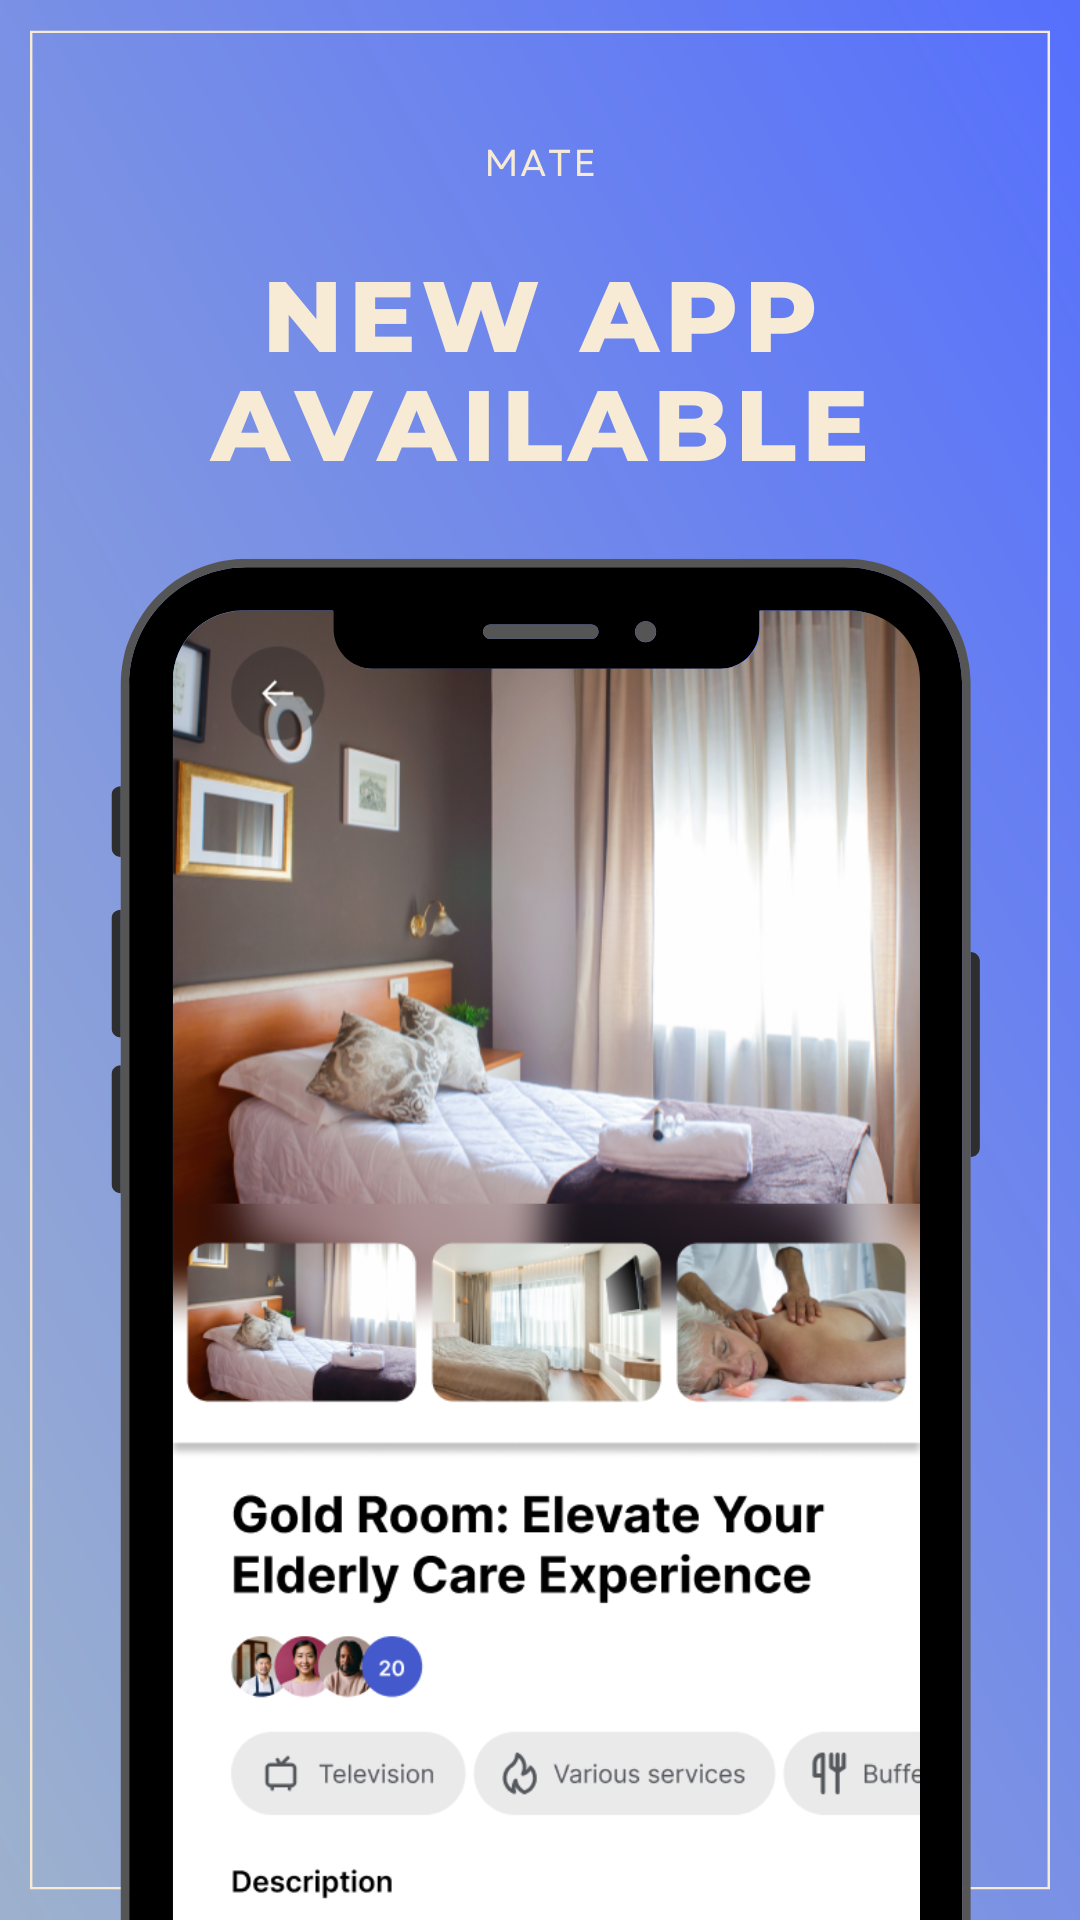 MATE
NEW APP
AVAILABLE
Gold Room: Elevate Your
Elderly Care Experience
20
Television
Various services
Buffe
Description